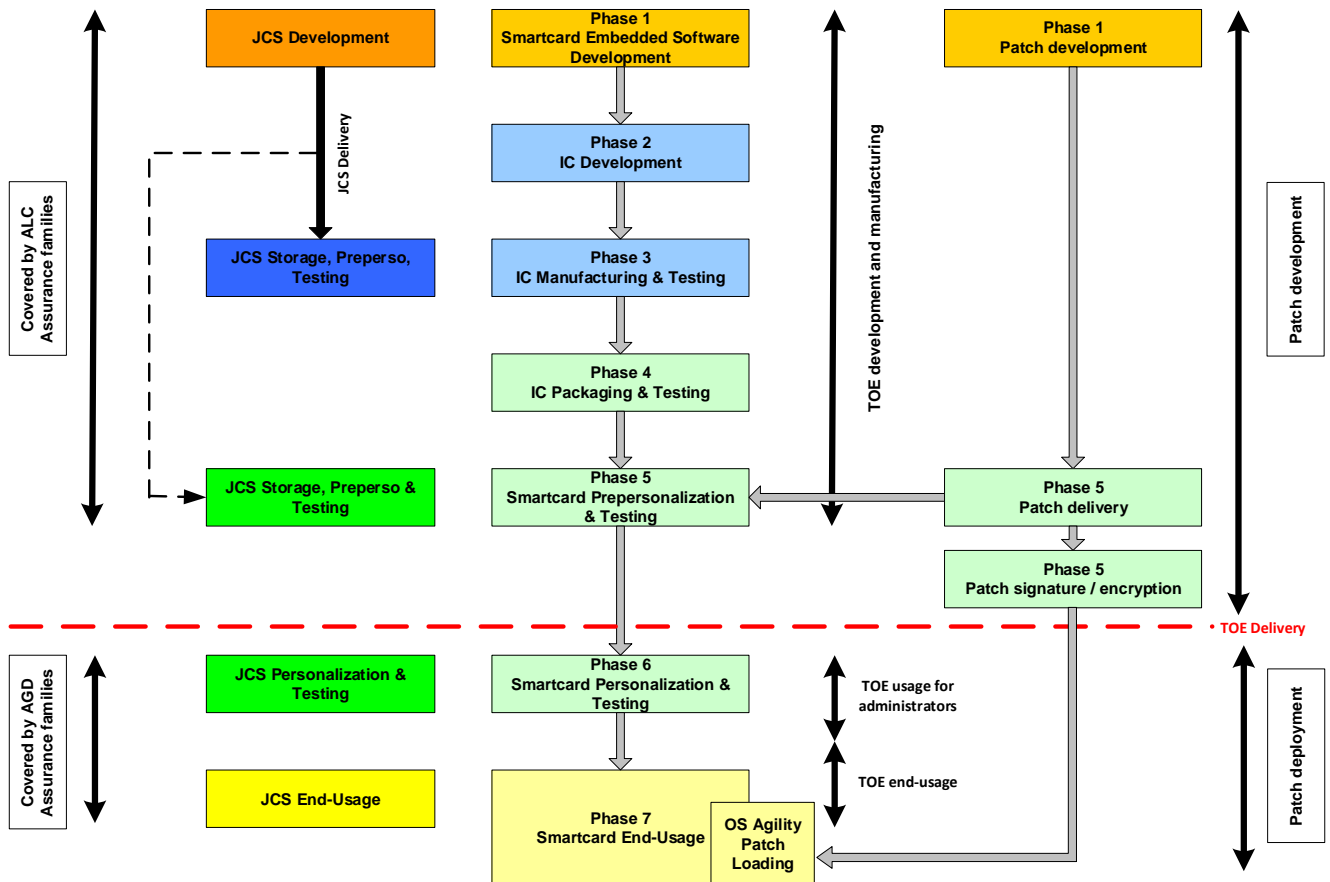 JCS Development
Phase 1
Smartcard Embedded Software
Development
Phase 1
Patch development
JCS Delivery
Phase 2
IC Development
TOE development and manufacturing
Covered by ALC
Assurance families
Patch development
JCS Storage, Preperso,
Testing
Phase 3
IC Manufacturing & Testing
Phase 4
IC Packaging & Testing
JCS Storage, Preperso &
Testing
Phase 5
Smartcard Prepersonalization
& Testing
Phase 5
Patch delivery
Phase 5
Patch signature / encryption
TOE Delivery
Covered by AGD
Assurance families
JCS Personalization &
Testing
Phase 6
Smartcard Personalization &
Testing
TOE usage for
administrators
Patch deployment
JCS End-Usage
Phase 7
Smartcard End-Usage
TOE end-usage
OS Agility
Patch
Loading